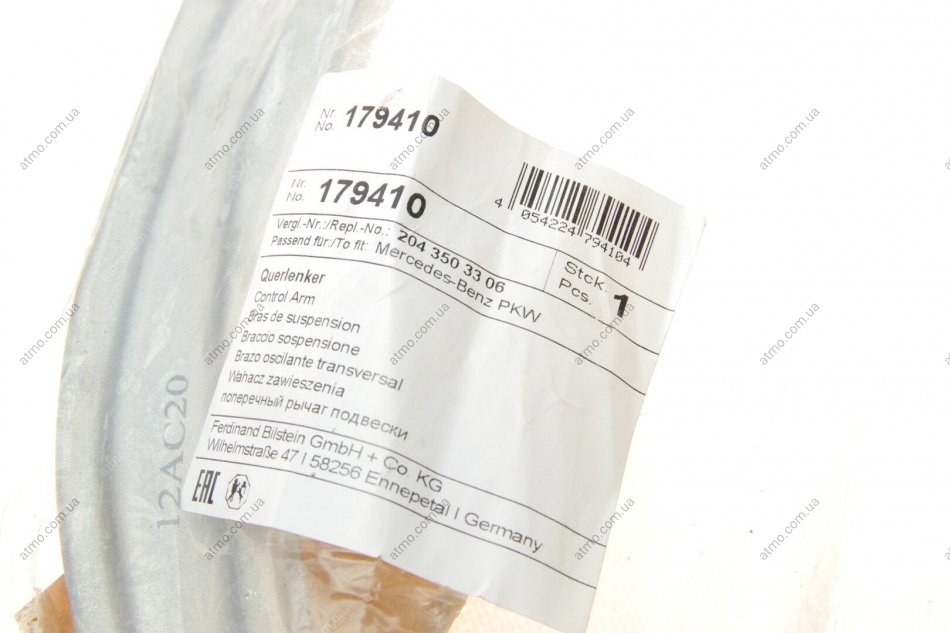 Nr.
No. 179410
Nr.
No. 179410
4 054224 794104
Vergl.-Nr.:/Repl.-No.: 204 350 33 06
Passend für:/To fit: Mercedes-Benz PKW
Stck.
Pcs. 1
Querlenker
Control Arm
Bras de suspension
Braccio sospensione
Brazo oscilante transversal
Wahacz zawieszenia
поперечный рычаг подвески
Ferdinand Bilstein GmbH + Co. KG
Wilhelmstraße 47 I 58256 Ennepetal I Germany
EAC
12AC20
atmo.com.ua